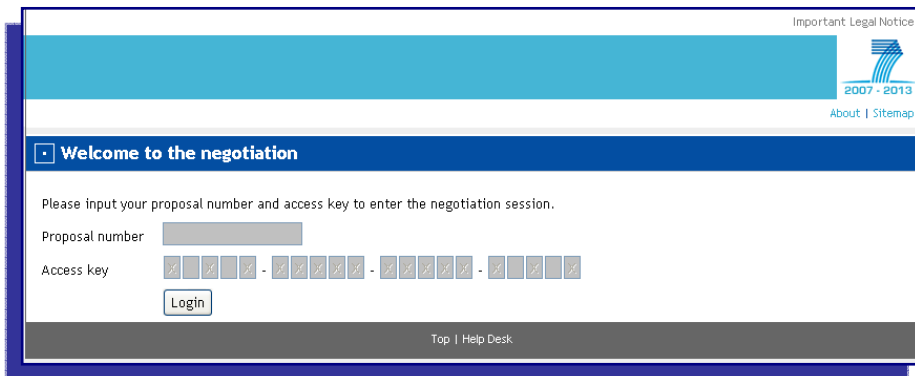 Important Legal Notice
7
2007 - 2013
About | Sitemap
Welcome to the negotiation
Please input your proposal number and access key to enter the negotiation session.
Proposal number
Access key X X X - X X X X X - X X X X X - X X X
Login
Top | Help Desk